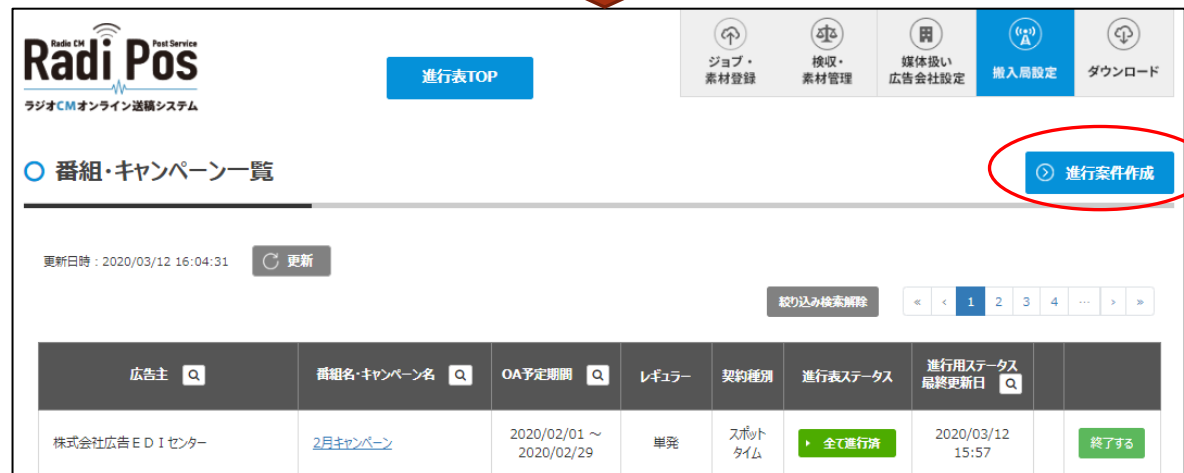 Radio CM Post Service
Radi Pos
ラジオCMオンライン送稿システム
進行表TOP
ジョブ・
素材登録
検収・
素材管理
媒体扱い
広告会社設定
搬入局設定
ダウンロード
番組・キャンペーン一覧
進行案件作成
更新日時：2020/03/12 16:04:31
更新
絞り込み検索解除
« ‹ 1 2 3 4 … › »
広告主
番組名・キャンペーン名
OA予定期間
レギュラー
契約種別
進行表ステータス
進行用ステータス
最終更新日
株式会社広告ＥＤＩセンター
2月キャンペーン
2020/02/01 ～
2020/02/29
単発
スポット
タイム
全て進行済
2020/03/12
15:57
終了する